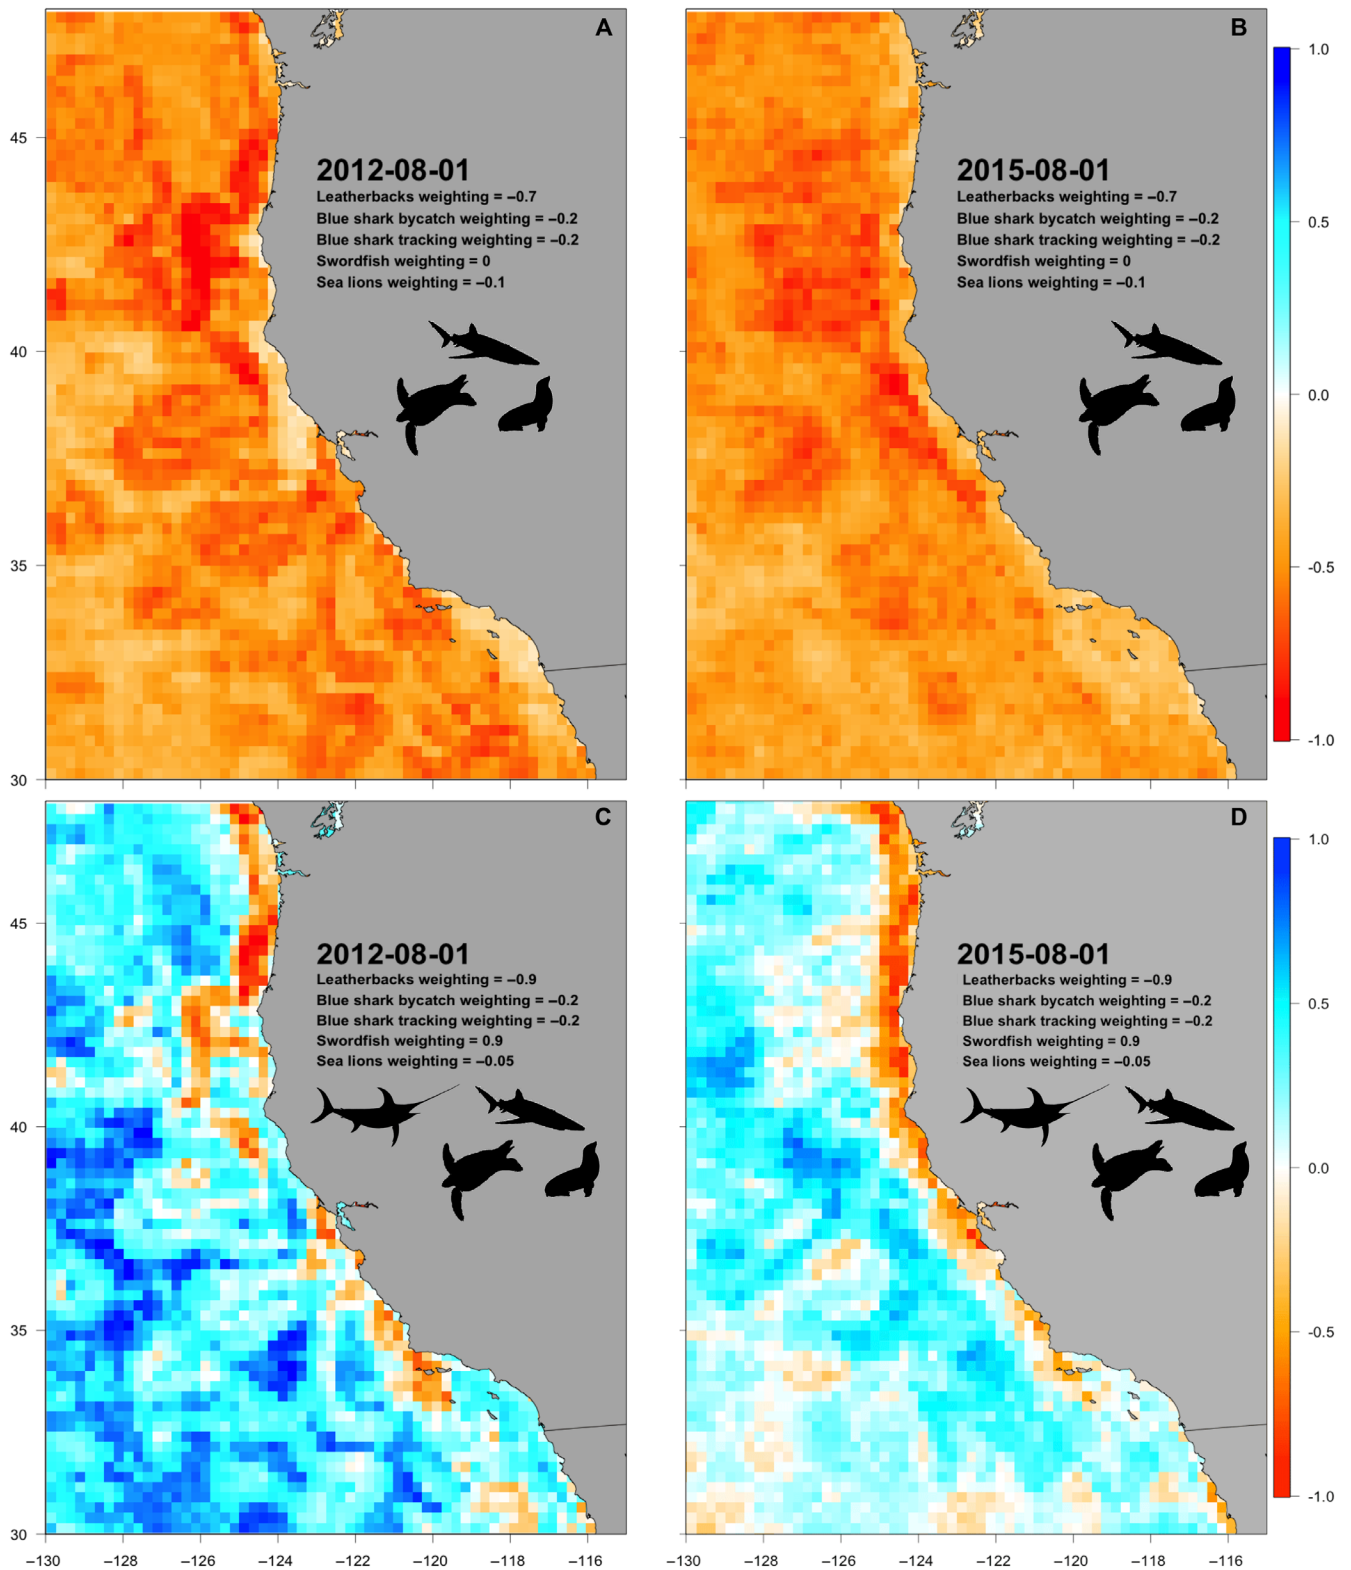 A
2012-08-01
Leatherbacks weighting = −0.7
Blue shark bycatch weighting = −0.2
Blue shark tracking weighting = −0.2
Swordfish weighting = 0
Sea lions weighting = −0.1
45
40
35
30
B
2015-08-01
Leatherbacks weighting = −0.7
Blue shark bycatch weighting = −0.2
Blue shark tracking weighting = −0.2
Swordfish weighting = 0
Sea lions weighting = −0.1
1.0
0.5
0.0
-0.5
-1.0
C
2012-08-01
Leatherbacks weighting = −0.9
Blue shark bycatch weighting = −0.2
Blue shark tracking weighting = −0.2
Swordfish weighting = 0.9
Sea lions weighting = −0.05
45
40
35
30
−130 −128 −126 −124 −122 −120 −118 −116
D
2015-08-01
Leatherbacks weighting = −0.9
Blue shark bycatch weighting = −0.2
Blue shark tracking weighting = −0.2
Swordfish weighting = 0.9
Sea lions weighting = −0.05
−130 −128 −126 −124 −122 −120 −118 −116
1.0
0.5
0.0
-0.5
-1.0